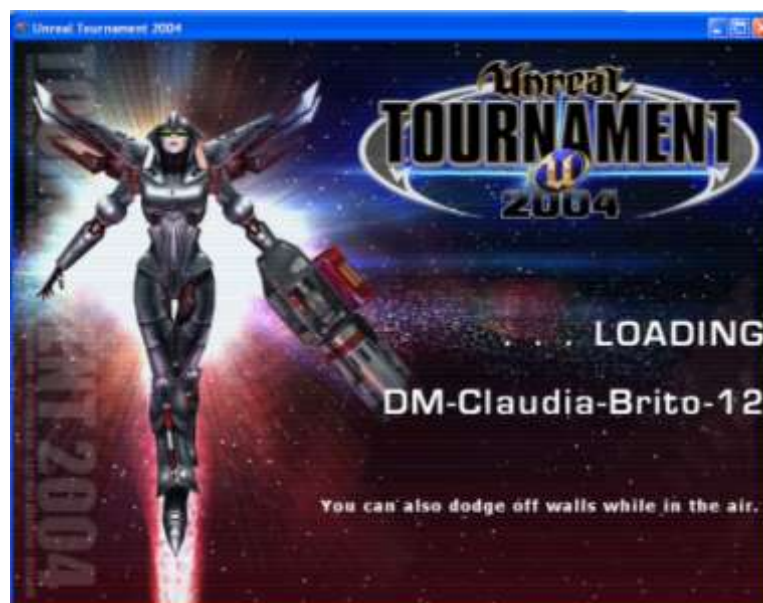 Unreal Tournament 2004
Unreal
TOURNAMENT
2004
. . . LOADING
DM-Claudia-Brito-12
You can also dodge off walls while in the air.